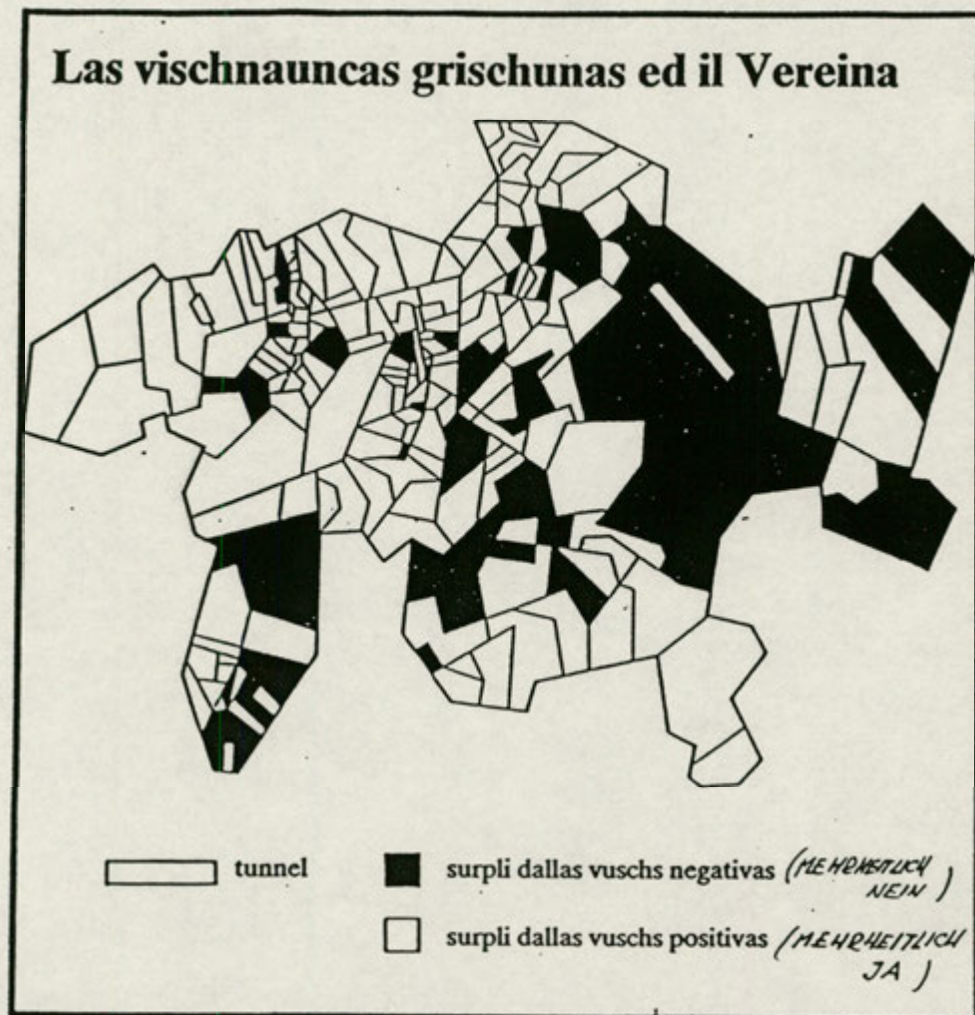 Las vischnauncas grischunas ed il Vereina
tunnel
surpli dallas vuschs negativas (MEHRHEITLICH
NEIN)
surpli dallas vuschs positivas (MEHRHEITLICH
JA)